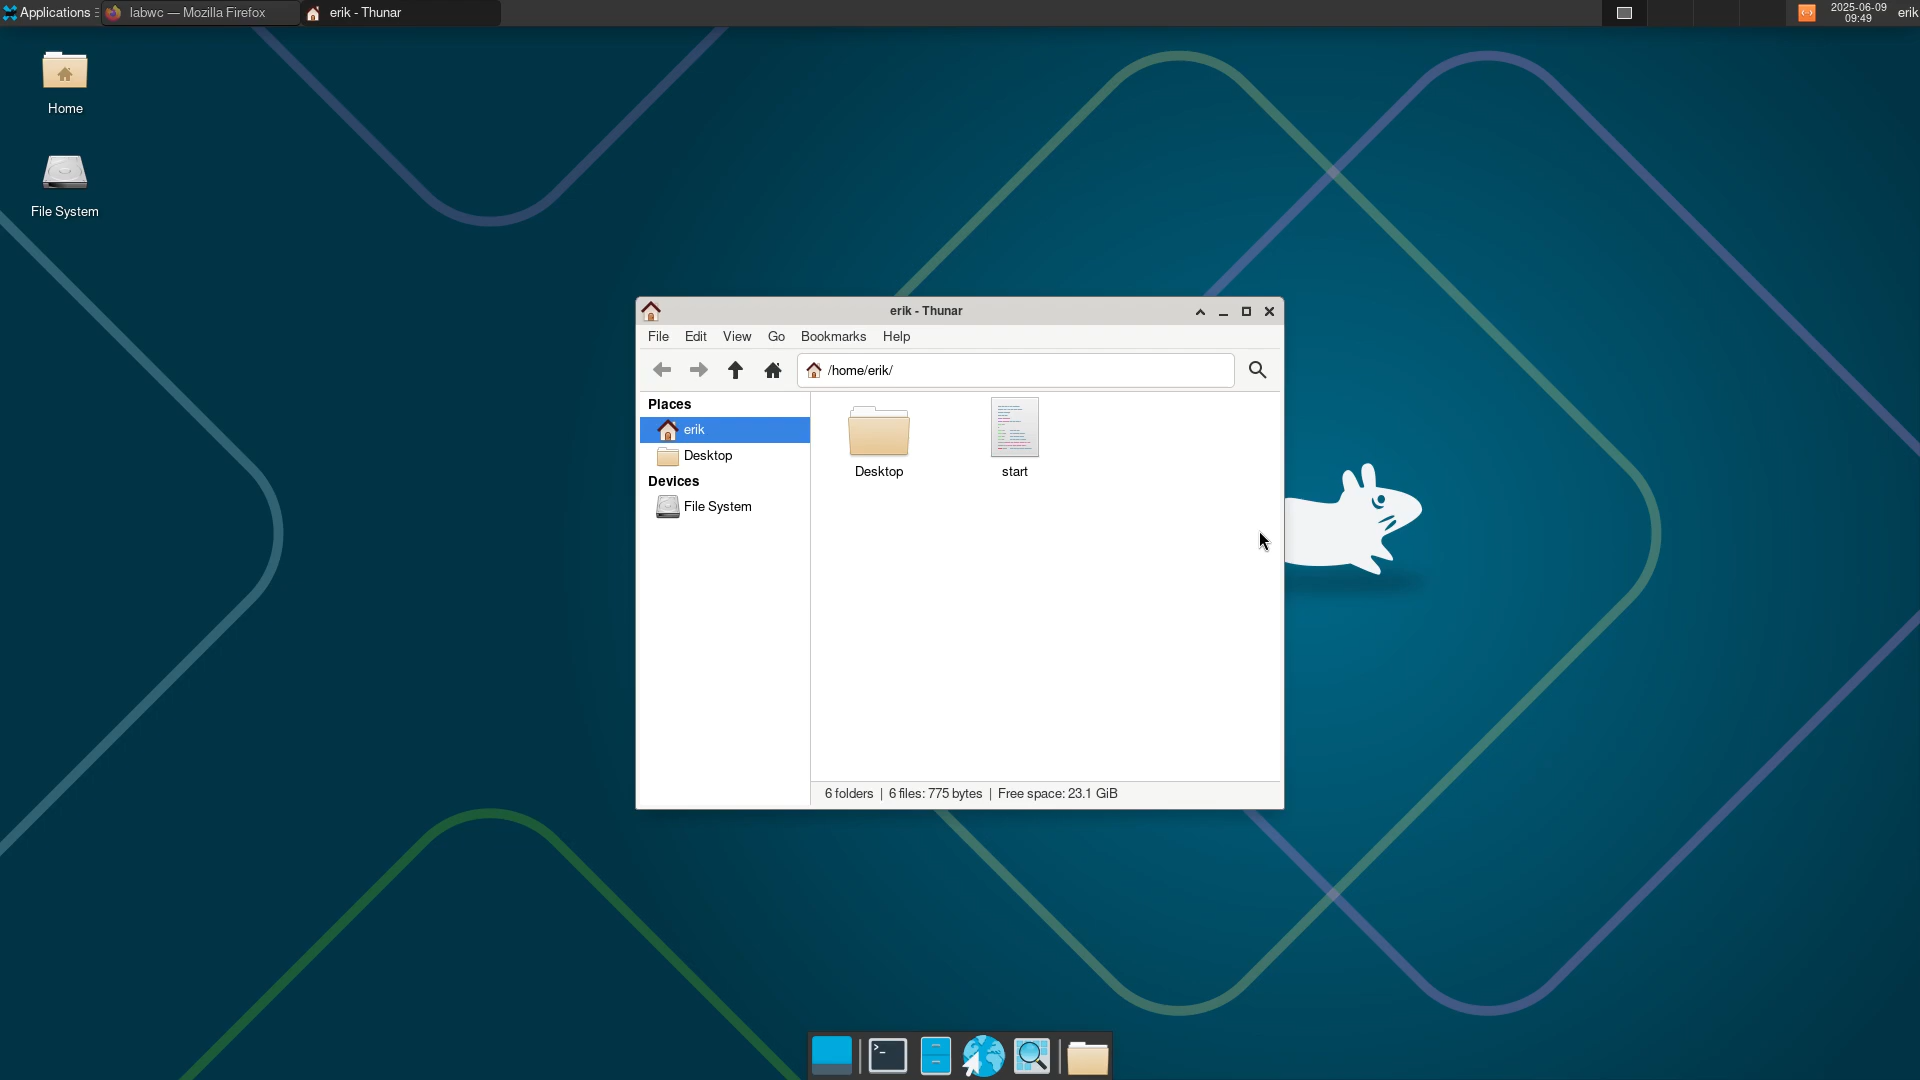 Applications
labwc — Mozilla Firefox
erik - Thunar
2025-06-09
09:49
erik
Home
File System
erik - Thunar
File Edit View Go Bookmarks Help
/home/erik/
Places
erik
Desktop
Devices
File System
Desktop
start
6 folders | 6 files: 775 bytes | Free space: 23.1 GiB